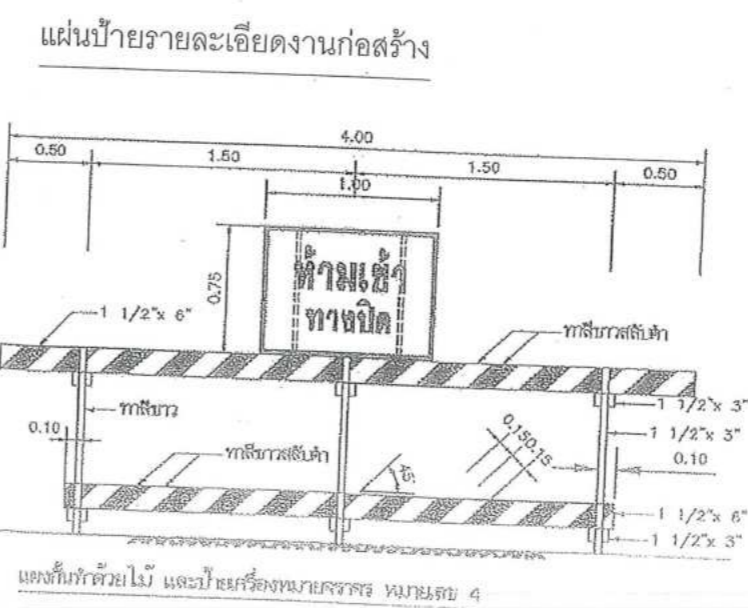 แผ่นป้ายรายละเอียดงานก่อสร้าง
4.00
0.50 1.50 1.50 0.50
1.00
0.75
ห้ามเข้า
ทางปิด
1 1/2"x 6"
ทาสีขาวสลับดำ
1 1/2"x 3"
ทาสีขาว
1 1/2"x 3"
0.10
0.150.15
0.10
ทาสีขาวสลับดำ
45°
1 1/2"x 6"
1 1/2"x 3"
แผงกั้นทำด้วยไม้ และป้ายเครื่องหมายจราจร หมายเลข 4